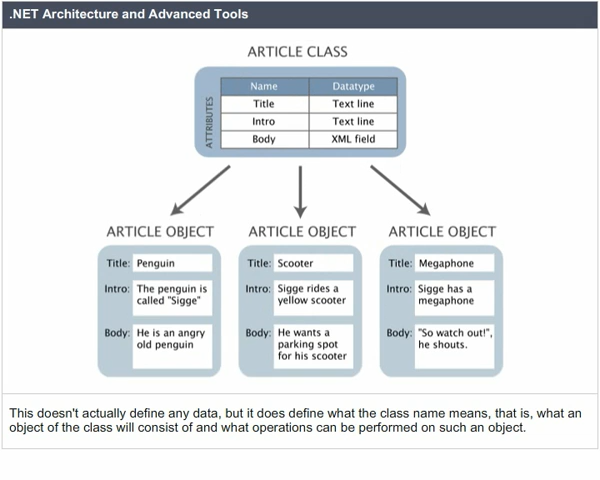 .NET Architecture and Advanced Tools
ARTICLE CLASS
ATTRIBUTES
Name Datatype
Title Text line
Intro Text line
Body XML field
ARTICLE OBJECT
Title: Penguin
Intro: The penguin is
called "Sigge"
Body: He is an angry
old penguin
ARTICLE OBJECT
Title: Scooter
Intro: Sigge rides a
yellow scooter
Body: He wants a
parking spot
for his scooter
ARTICLE OBJECT
Title: Megaphone
Intro: Sigge has a
megaphone
Body: "So watch out!",
he shouts.
This doesn't actually define any data, but it does define what the class name means, that is, what an
object of the class will consist of and what operations can be performed on such an object.